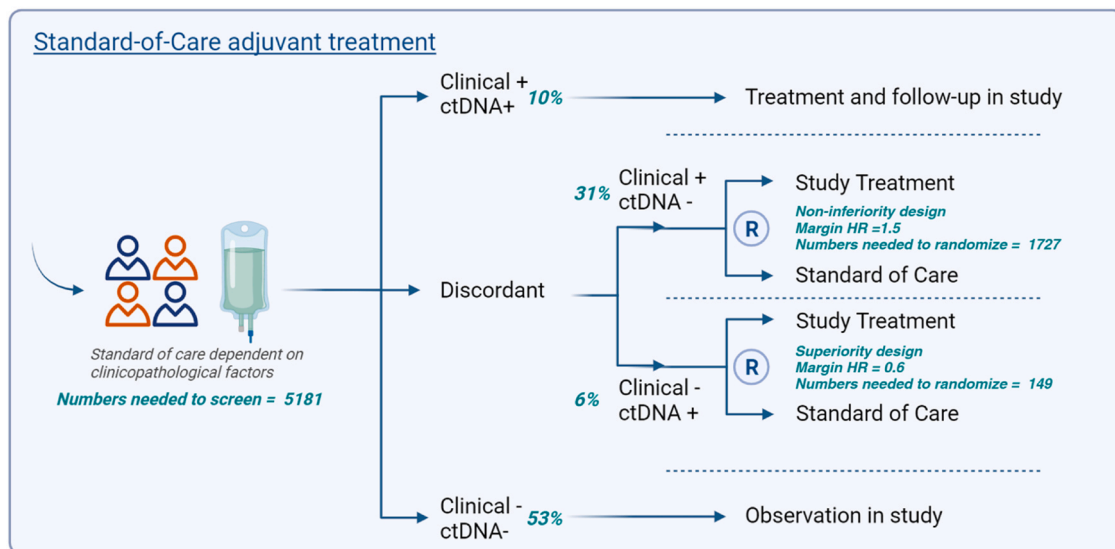 Standard-of-Care adjuvant treatment
Clinical +
ctDNA+ 10%
Treatment and follow-up in study
31% Clinical +
ctDNA -
R
Study Treatment
Non-inferiority design
Margin HR =1.5
Numbers needed to randomize = 1727
Standard of Care
Standard of care dependent on
clinicopathological factors
Numbers needed to screen = 5181
Discordant
6% Clinical -
ctDNA +
R
Study Treatment
Superiority design
Margin HR = 0.6
Numbers needed to randomize = 149
Standard of Care
Clinical -
ctDNA- 53%
Observation in study